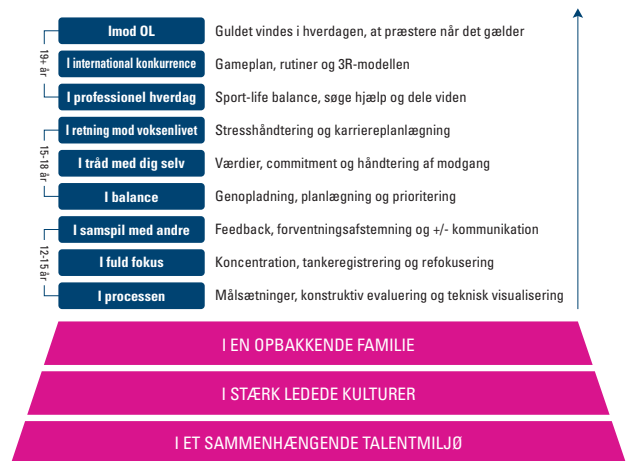 Imod OL Guldet vindes i hverdagen, at præstere når det gælder
I international konkurrence Gameplan, rutiner og 3R-modellen
I professionel hverdag Sport-life balance, søge hjælp og dele viden
19+ år
I retning mod voksenlivet Stresshåndtering og karriereplanlægning
I tråd med dig selv Værdier, commitment og håndtering af modgang
I balance Genopladning, planlægning og prioritering
15-18 år
I samspil med andre Feedback, forventningsafstemning og +/- kommunikation
I fuld fokus Koncentration, tankeregistrering og refokusering
I processen Målsætninger, konstruktiv evaluering og teknisk visualisering
12-15 år
I EN OPBAKKENDE FAMILIE
I STÆRK LEDEDE KULTURER
I ET SAMMENHÆNGENDE TALENTMILJØ